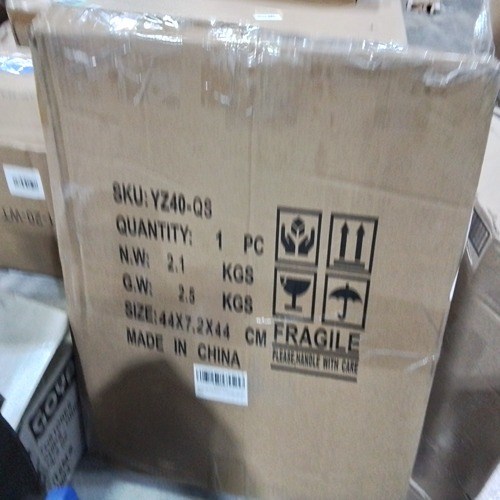 SKU: YZ40-QS
QUANTITY: 1 PC
N.W: 2.1 KGS
G.W: 2.5 KGS
SIZE: 44X7.2X44 CM
MADE IN CHINA
FRAGILE
PLEASE,HANDLE WITH CARE